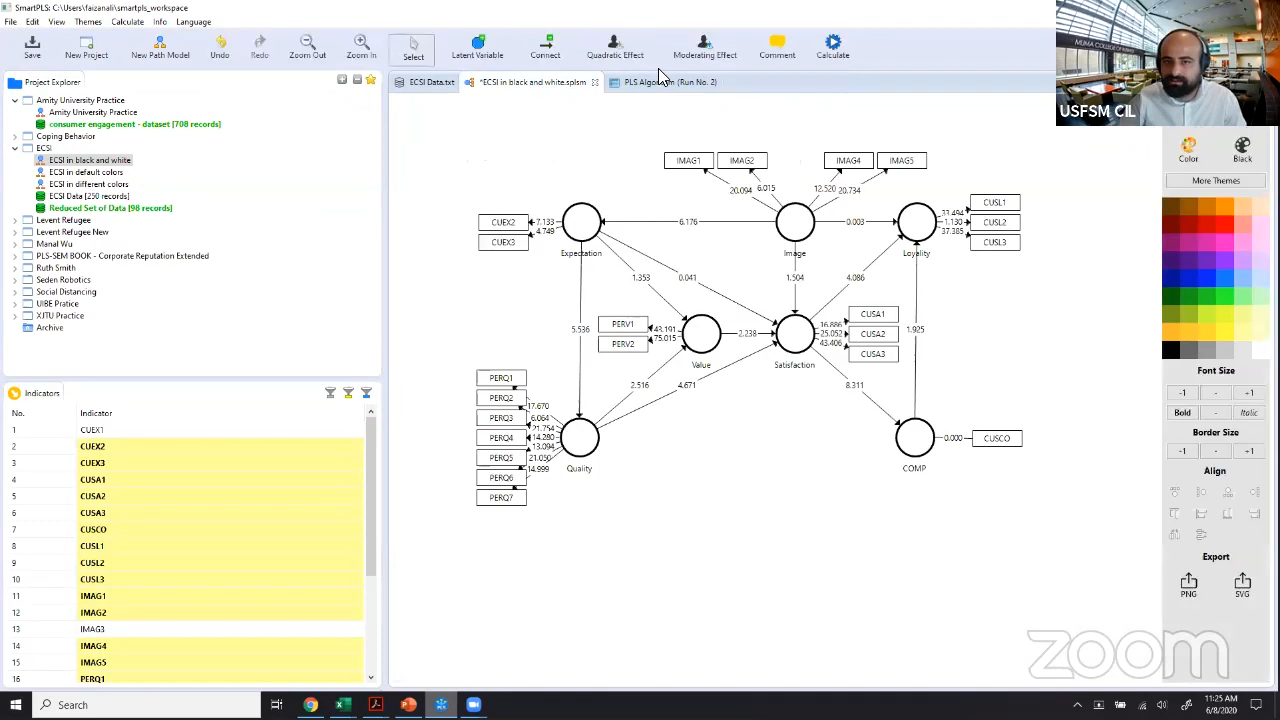 SmartPLS: C:\Users\faizanali\smartpls_workspace
File Edit View Themes Calculate Info Language
Save New Project New Path Model Undo Redo Zoom Out Zoom In Select Latent Variable Connect Quadratic Effect Moderating Effect Comment Calculate
MUMA COLLEGE OF
USFSM CIL
Project Explorer
ECSI Data.txt *ECSI in black and white.splsm PLS Algorithm (Run No. 2)
Amity University Practice
Amity University Practice
consumer engagement - dataset [708 records]
Coping Behavior
ECSI
ECSI in black and white
ECSI in default colors
ECSI in different colors
ECSI Data [250 records]
Reduced Set of Data [98 records]
Levent Refugee
Levent Refugee New
Manal Wu
PLS-SEM BOOK - Corporate Reputation Extended
Ruth Smith
Seden Robotics
Social Distancing
UIBE Pratice
XJTU Practice
Archive
Indicators
No. Indicator
1 CUEX1
2 CUEX2
3 CUEX3
4 CUSA1
5 CUSA2
6 CUSA3
7 CUSCO
8 CUSL1
9 CUSL2
10 CUSL3
11 IMAG1
12 IMAG2
13 IMAG3
14 IMAG4
15 IMAG5
16 PERQ1
IMAG1 IMAG2 IMAG4 IMAG5
20.094 6.015 12.520 20.734
CUEX2 7.133
CUEX3 4.749
Expectation
6.176
Image
0.003
Loyality
33.494 CUSL1
1.130 CUSL2
37.385 CUSL3
1.353 0.041 1.504 4.086
5.536
PERV1 43.191
PERV2 75.015
Value
2.238
Satisfaction
16.886 CUSA1
25.052 CUSA2
43.406 CUSA3
1.925
2.516 4.671 8.311
PERQ1
PERQ2 17.670
PERQ3 6.064
21.754
PERQ4 14.280
13.094
PERQ5 21.050
PERQ6 14.999
PERQ7
Quality
COMP
0.000 CUSCO
Color Black
More Themes
Font Size
-1 - +1
Bold - Italic
Border Size
-1 - +1
Align
Export
PNG SVG
zoom
Search
11:25 AM
6/8/2020